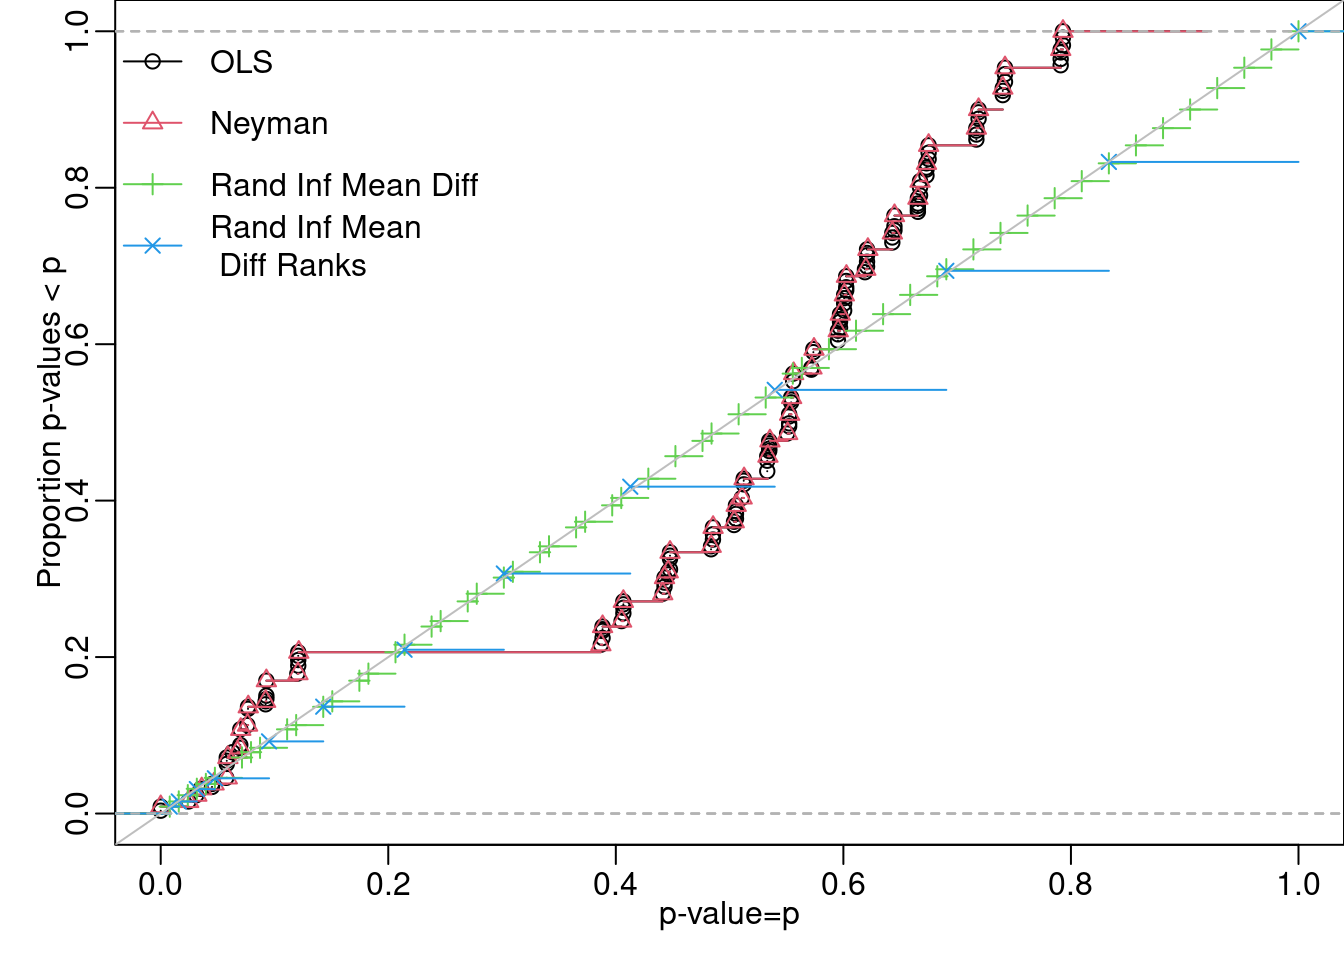 OLS
Neyman
Rand Inf Mean Diff
Rand Inf Mean
Diff Ranks
Proportion p-values < p
1.0
0.8
0.6
0.4
0.2
0.0
0.0 0.2 0.4 0.6 0.8 1.0
p-value=p